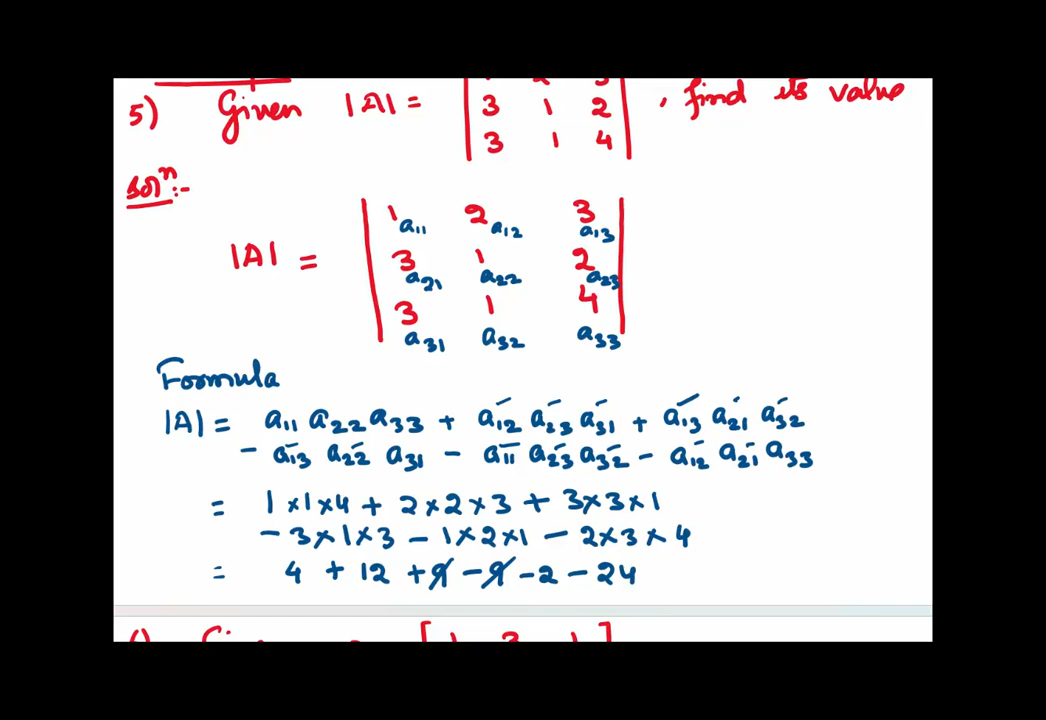 5) Given |A| = | 3 1 2 | , find its value
3 1 4
Solⁿ:-
|A| = | 1 a₁₁ 2 a₁₂ 3 a₁₃ |
3 a₂₁ 1 a₂₂ 2 a₂₃
3 a₃₁ 1 a₃₂ 4 a₃₃
Formula
|A| = a₁₁ a₂₂ a₃₃ + a₁₂ a₂₃ a₃₁ + a₁₃ a₂₁ a₃₂
- a₁₃ a₂₂ a₃₁ - a₁₁ a₂₃ a₃₂ - a₁₂ a₂₁ a₃₃
= 1×1×4 + 2×2×3 + 3×3×1
- 3×1×3 - 1×2×1 - 2×3×4
= 4 + 12 + 9 - 9 - 2 - 24